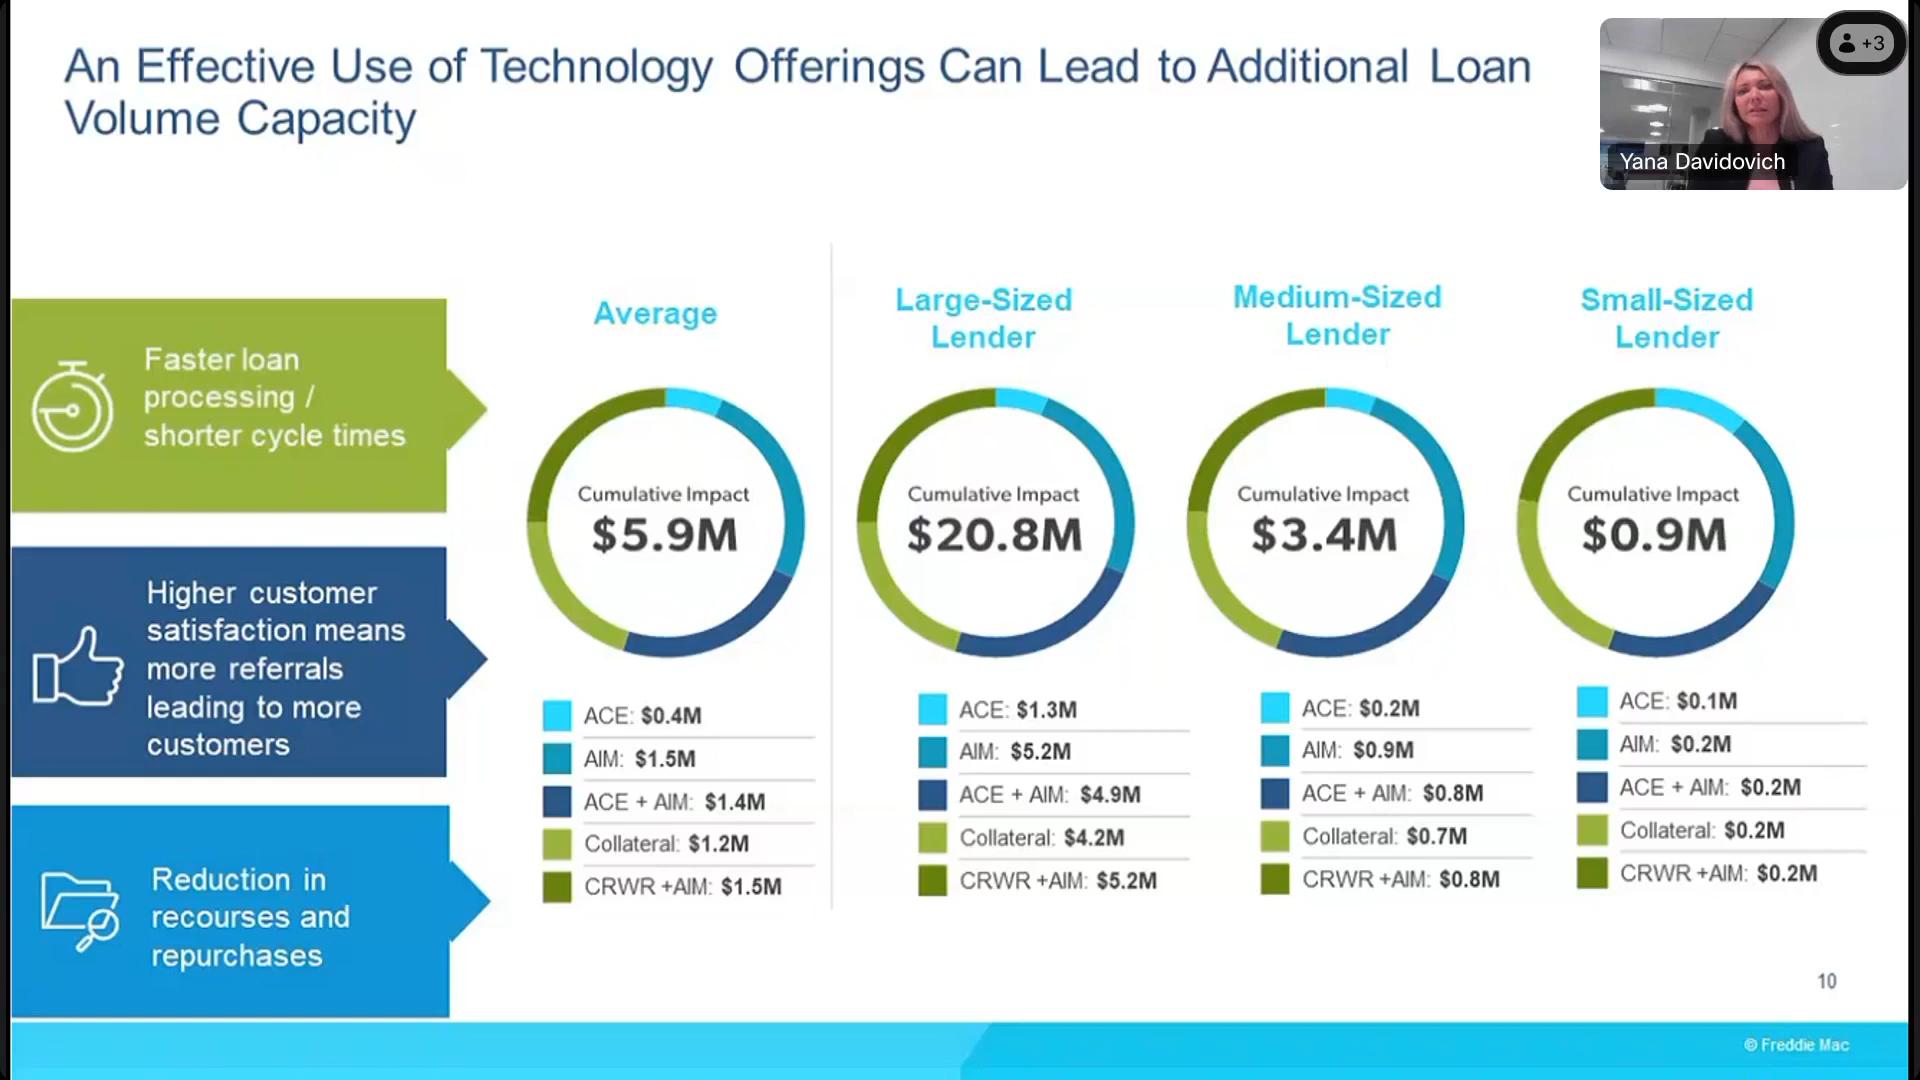 An Effective Use of Technology Offerings Can Lead to Additional Loan
Volume Capacity
+3
Yana Davidovich
Faster loan
processing /
shorter cycle times
Higher customer
satisfaction means
more referrals
leading to more
customers
Reduction in
recourses and
repurchases
Average
Cumulative Impact
$5.9M
ACE: $0.4M
AIM: $1.5M
ACE + AIM: $1.4M
Collateral: $1.2M
CRWR +AIM: $1.5M
Large-Sized
Lender
Cumulative Impact
$20.8M
ACE: $1.3M
AIM: $5.2M
ACE + AIM: $4.9M
Collateral: $4.2M
CRWR +AIM: $5.2M
Medium-Sized
Lender
Cumulative Impact
$3.4M
ACE: $0.2M
AIM: $0.9M
ACE + AIM: $0.8M
Collateral: $0.7M
CRWR +AIM: $0.8M
Small-Sized
Lender
Cumulative Impact
$0.9M
ACE: $0.1M
AIM: $0.2M
ACE + AIM: $0.2M
Collateral: $0.2M
CRWR +AIM: $0.2M
10
© Freddie Mac